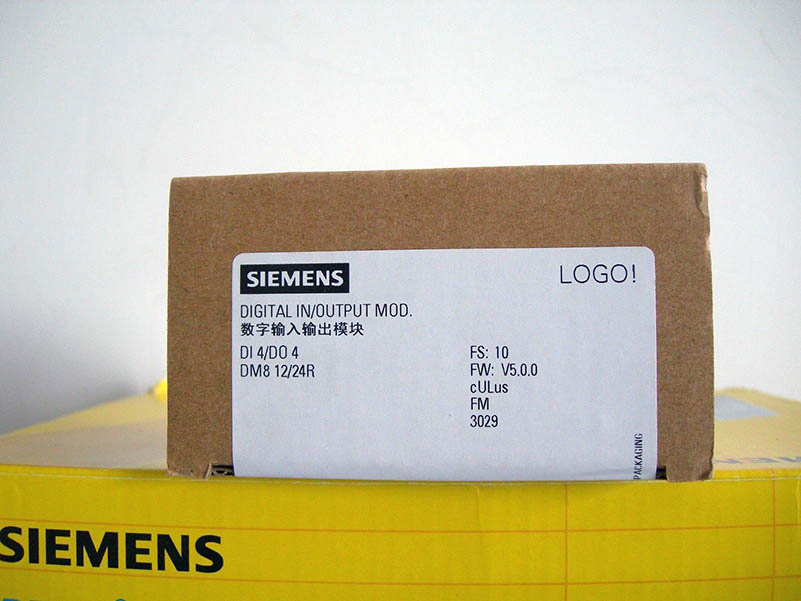 SIEMENS
LOGO!
DIGITAL IN/OUTPUT MOD.
数字输入输出模块
DI 4/DO 4
DM8 12/24R
FS: 10
FW: V5.0.0
cULus
FM
3029
PACKAGING
SIEMENS